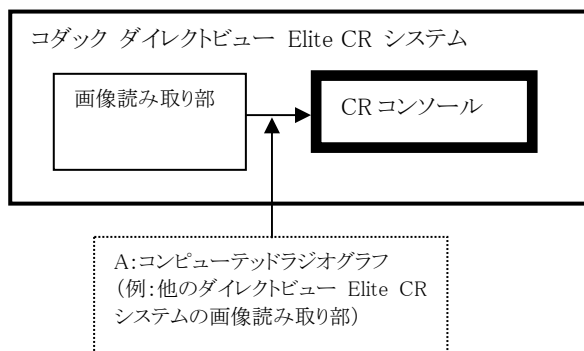 コダック ダイレクトビュー Elite CR システム
画像読み取り部
CR コンソール
A:コンピューテッドラジオグラフ
(例:他のダイレクトビュー Elite CR
システムの画像読み取り部)